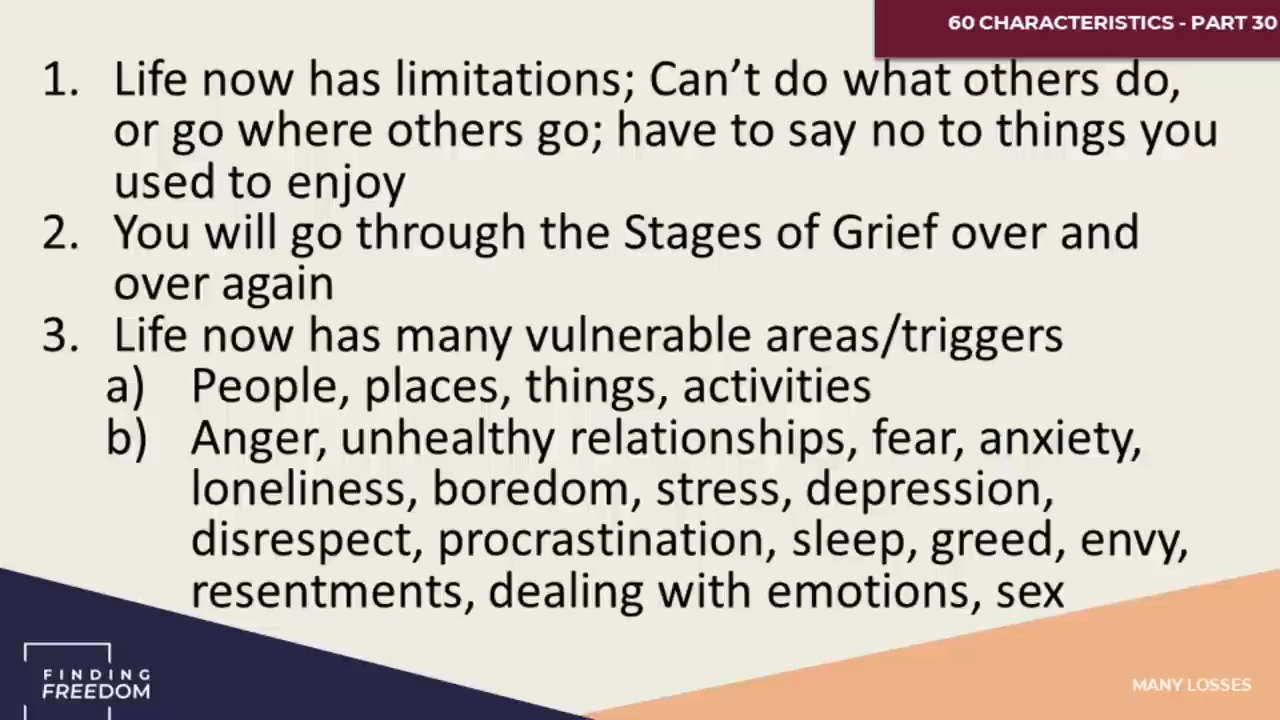 60 CHARACTERISTICS - PART 30
1. Life now has limitations; Can’t do what others do,
or go where others go; have to say no to things you
used to enjoy
2. You will go through the Stages of Grief over and
over again
3. Life now has many vulnerable areas/triggers
a) People, places, things, activities
b) Anger, unhealthy relationships, fear, anxiety,
loneliness, boredom, stress, depression,
disrespect, procrastination, sleep, greed, envy,
resentments, dealing with emotions, sex
FINDING
FREEDOM
MANY LOSSES